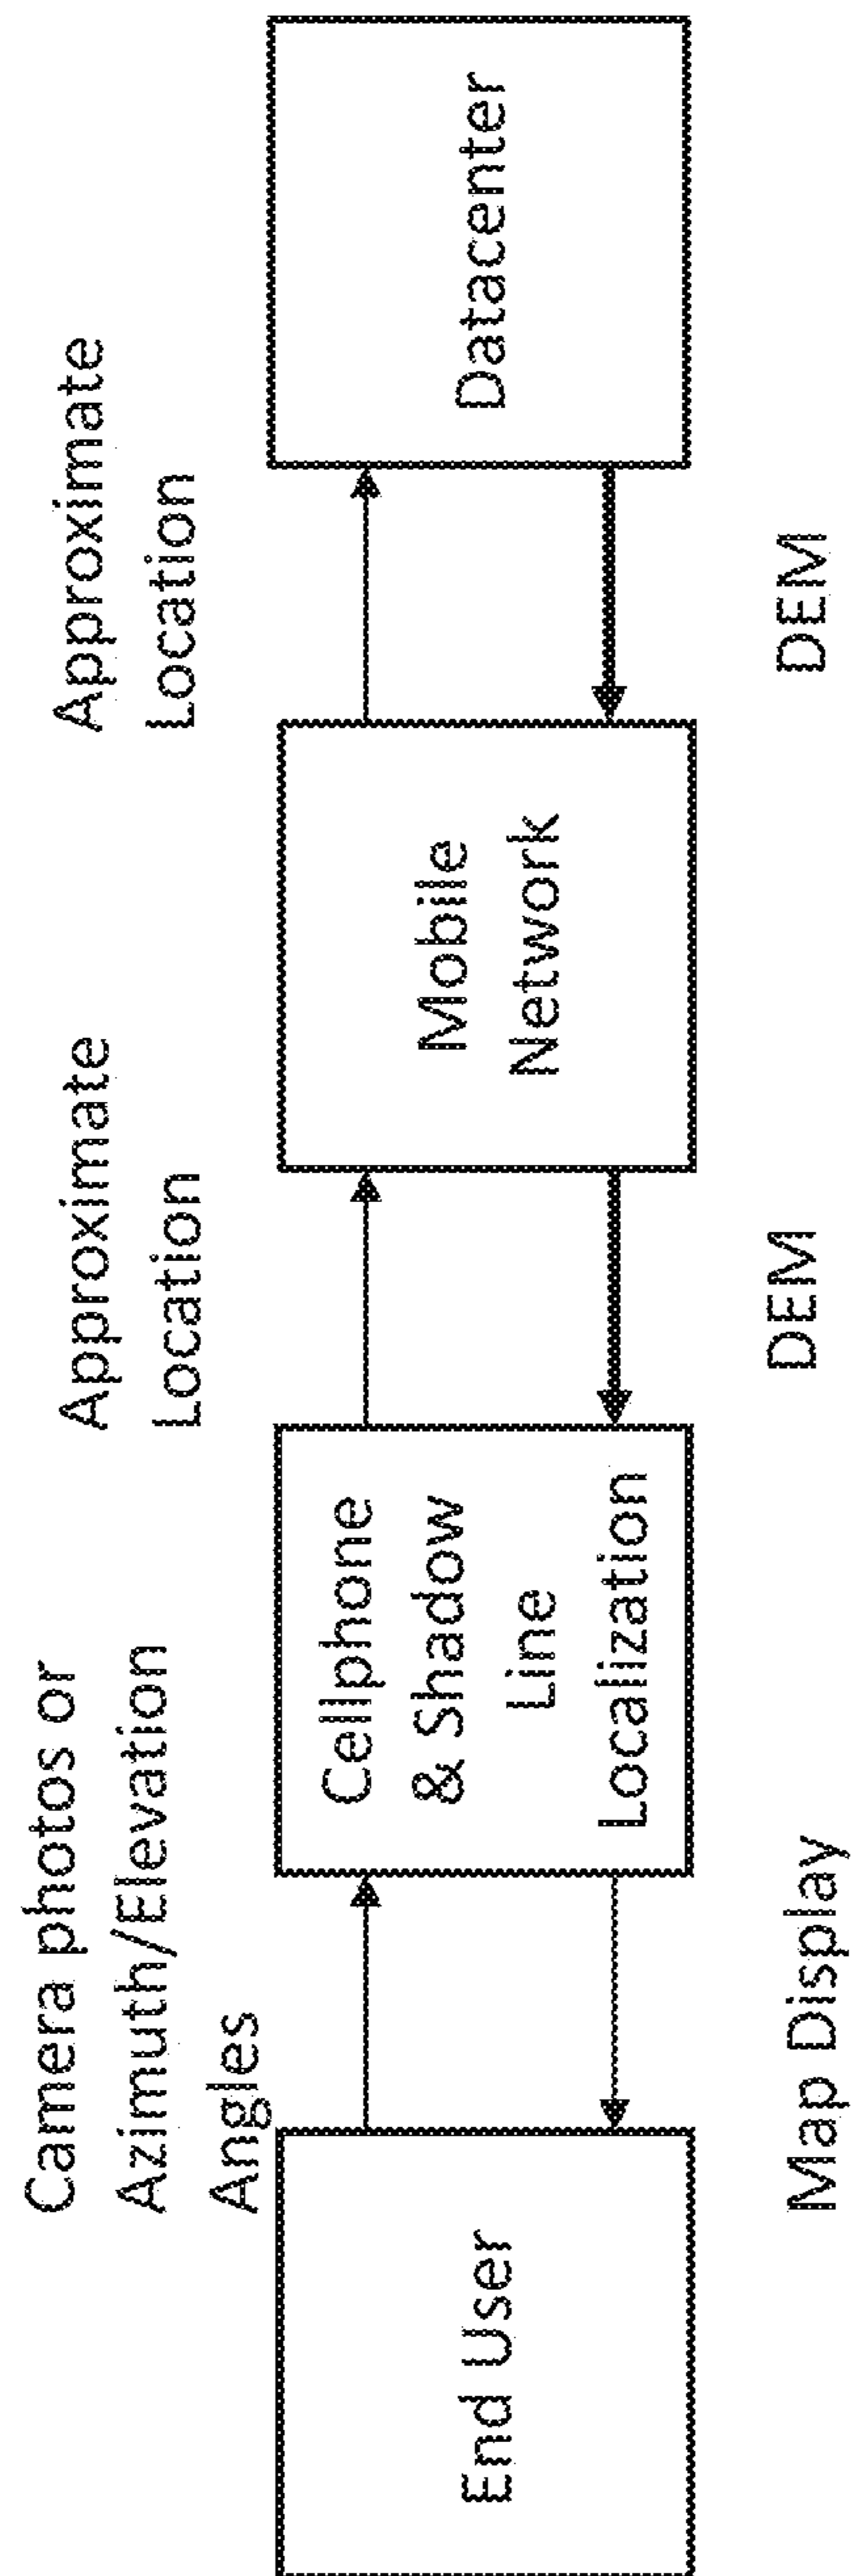 Camera photos or
Azimuth/Elevation
Angles
Approximate
Location
Approximate
Location
End User
Cellphone
& Shadow
Line
Localization
Mobile
Network
Datacenter
Map Display
DEM
DEM